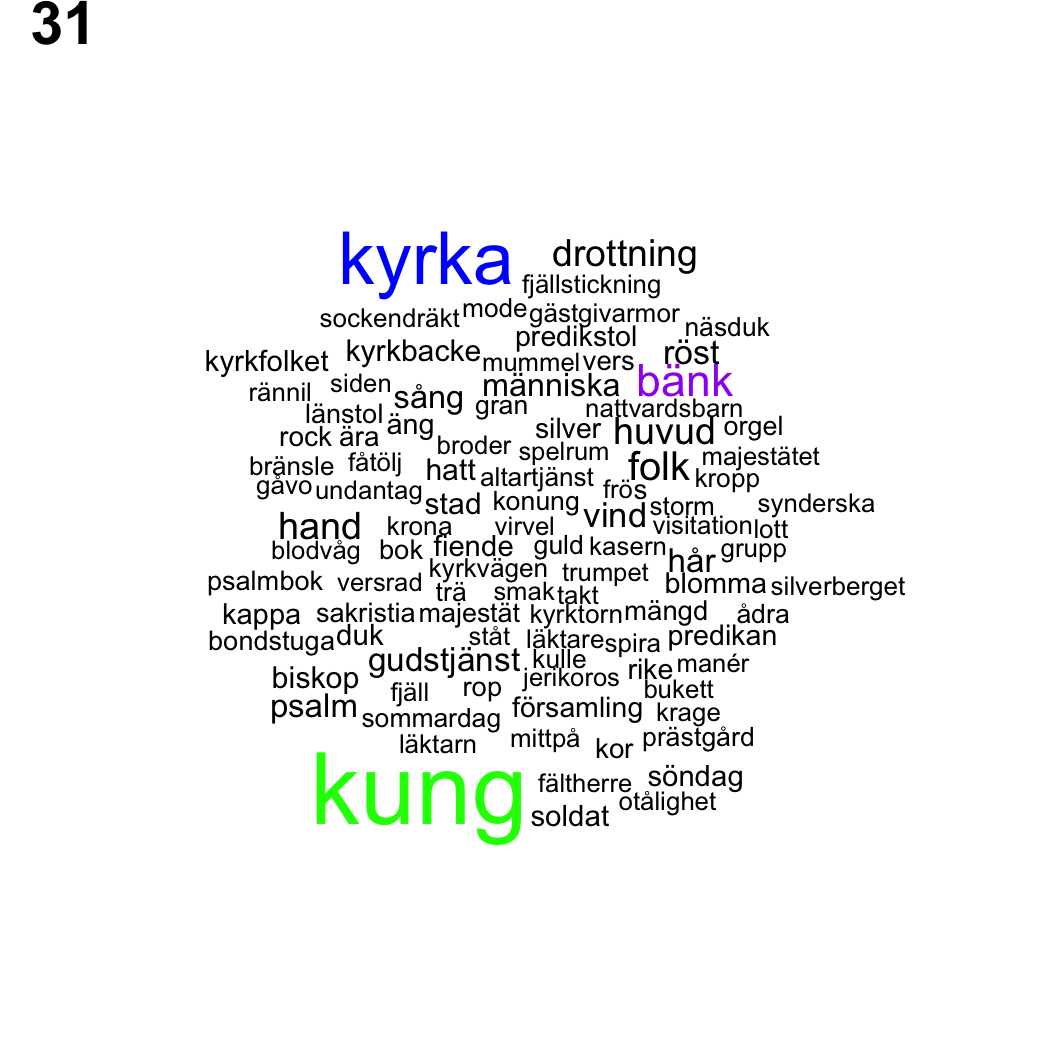 31
kyrka drottning
fjällstickning
sockendräkt mode gästgivarmor näsduk
predikstol
kyrkfolket kyrkbacke mummel vers röst
rännil siden sång människa bänk
länstol äng gran nattvardsbarn
rock ära broder silver huvud orgel
bränsle fåtölj hatt spelrum folk majestätet
gåvo undantag altartjänst frös kropp
stad konung vind storm synderska
hand krona virvel visitation lott
blodvåg bok fiende guld kasern hår grupp
psalmbok versrad kyrkvägen trumpet blomma silverberget
trä smak takt
kappa sakristia majestät kyrktorn mängd ådra
bondstuga duk ståt läktare spira predikan
gudstjänst kulle rike manér
biskop fjäll rop jerikoros bukett
psalm sommardag församling krage
läktarn mittpå kor prästgård
kung fältherre söndag
soldat otålighet